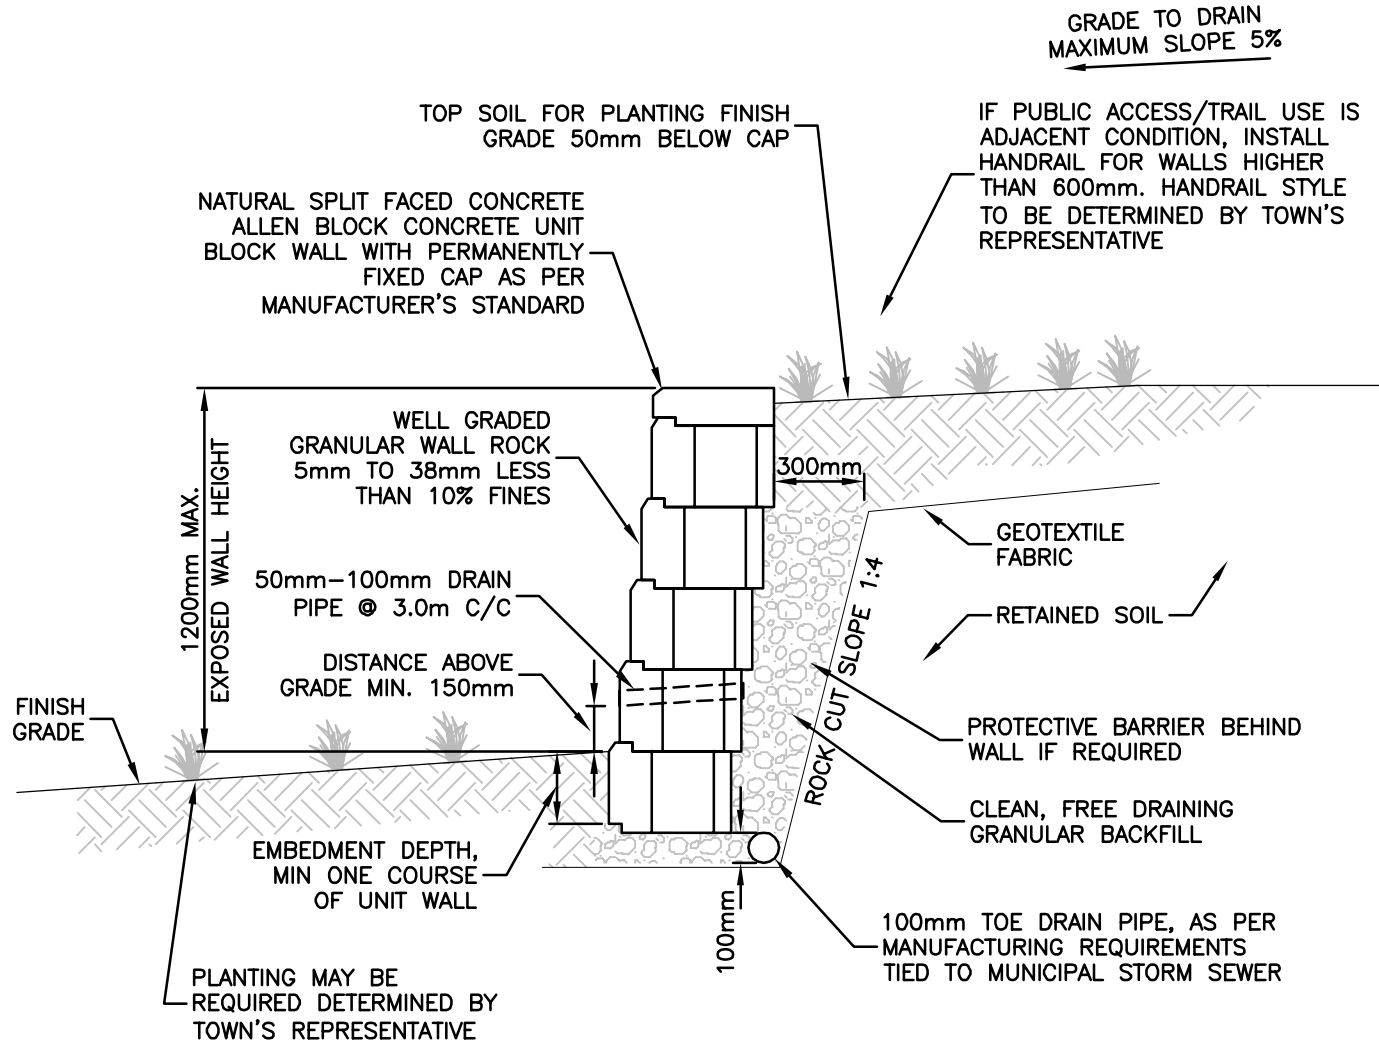 GRADE TO DRAIN
MAXIMUM SLOPE 5%
TOP SOIL FOR PLANTING FINISH
GRADE 50mm BELOW CAP
IF PUBLIC ACCESS/TRAIL USE IS
ADJACENT CONDITION, INSTALL
HANDRAIL FOR WALLS HIGHER
THAN 600mm. HANDRAIL STYLE
TO BE DETERMINED BY TOWN'S
REPRESENTATIVE
NATURAL SPLIT FACED CONCRETE
ALLEN BLOCK CONCRETE UNIT
BLOCK WALL WITH PERMANENTLY
FIXED CAP AS PER
MANUFACTURER'S STANDARD
WELL GRADED
GRANULAR WALL ROCK
5mm TO 38mm LESS
THAN 10% FINES
300mm
1200mm MAX.
EXPOSED WALL HEIGHT
GEOTEXTILE
FABRIC
50mm-100mm DRAIN
PIPE @ 3.0m C/C
ROCK CUT SLOPE 1:4
RETAINED SOIL
DISTANCE ABOVE
GRADE MIN. 150mm
FINISH
GRADE
PROTECTIVE BARRIER BEHIND
WALL IF REQUIRED
CLEAN, FREE DRAINING
GRANULAR BACKFILL
EMBEDMENT DEPTH,
MIN ONE COURSE
OF UNIT WALL
100mm
100mm TOE DRAIN PIPE, AS PER
MANUFACTURING REQUIREMENTS
TIED TO MUNICIPAL STORM SEWER
PLANTING MAY BE
REQUIRED DETERMINED BY
TOWN'S REPRESENTATIVE